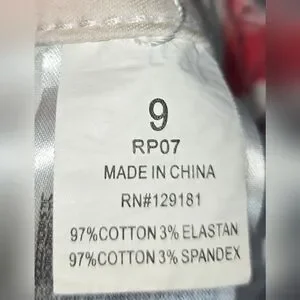 9
RP07
MADE IN CHINA
RN#129181
97%COTTON 3% ELASTAN
97%COTTON 3% SPANDEX